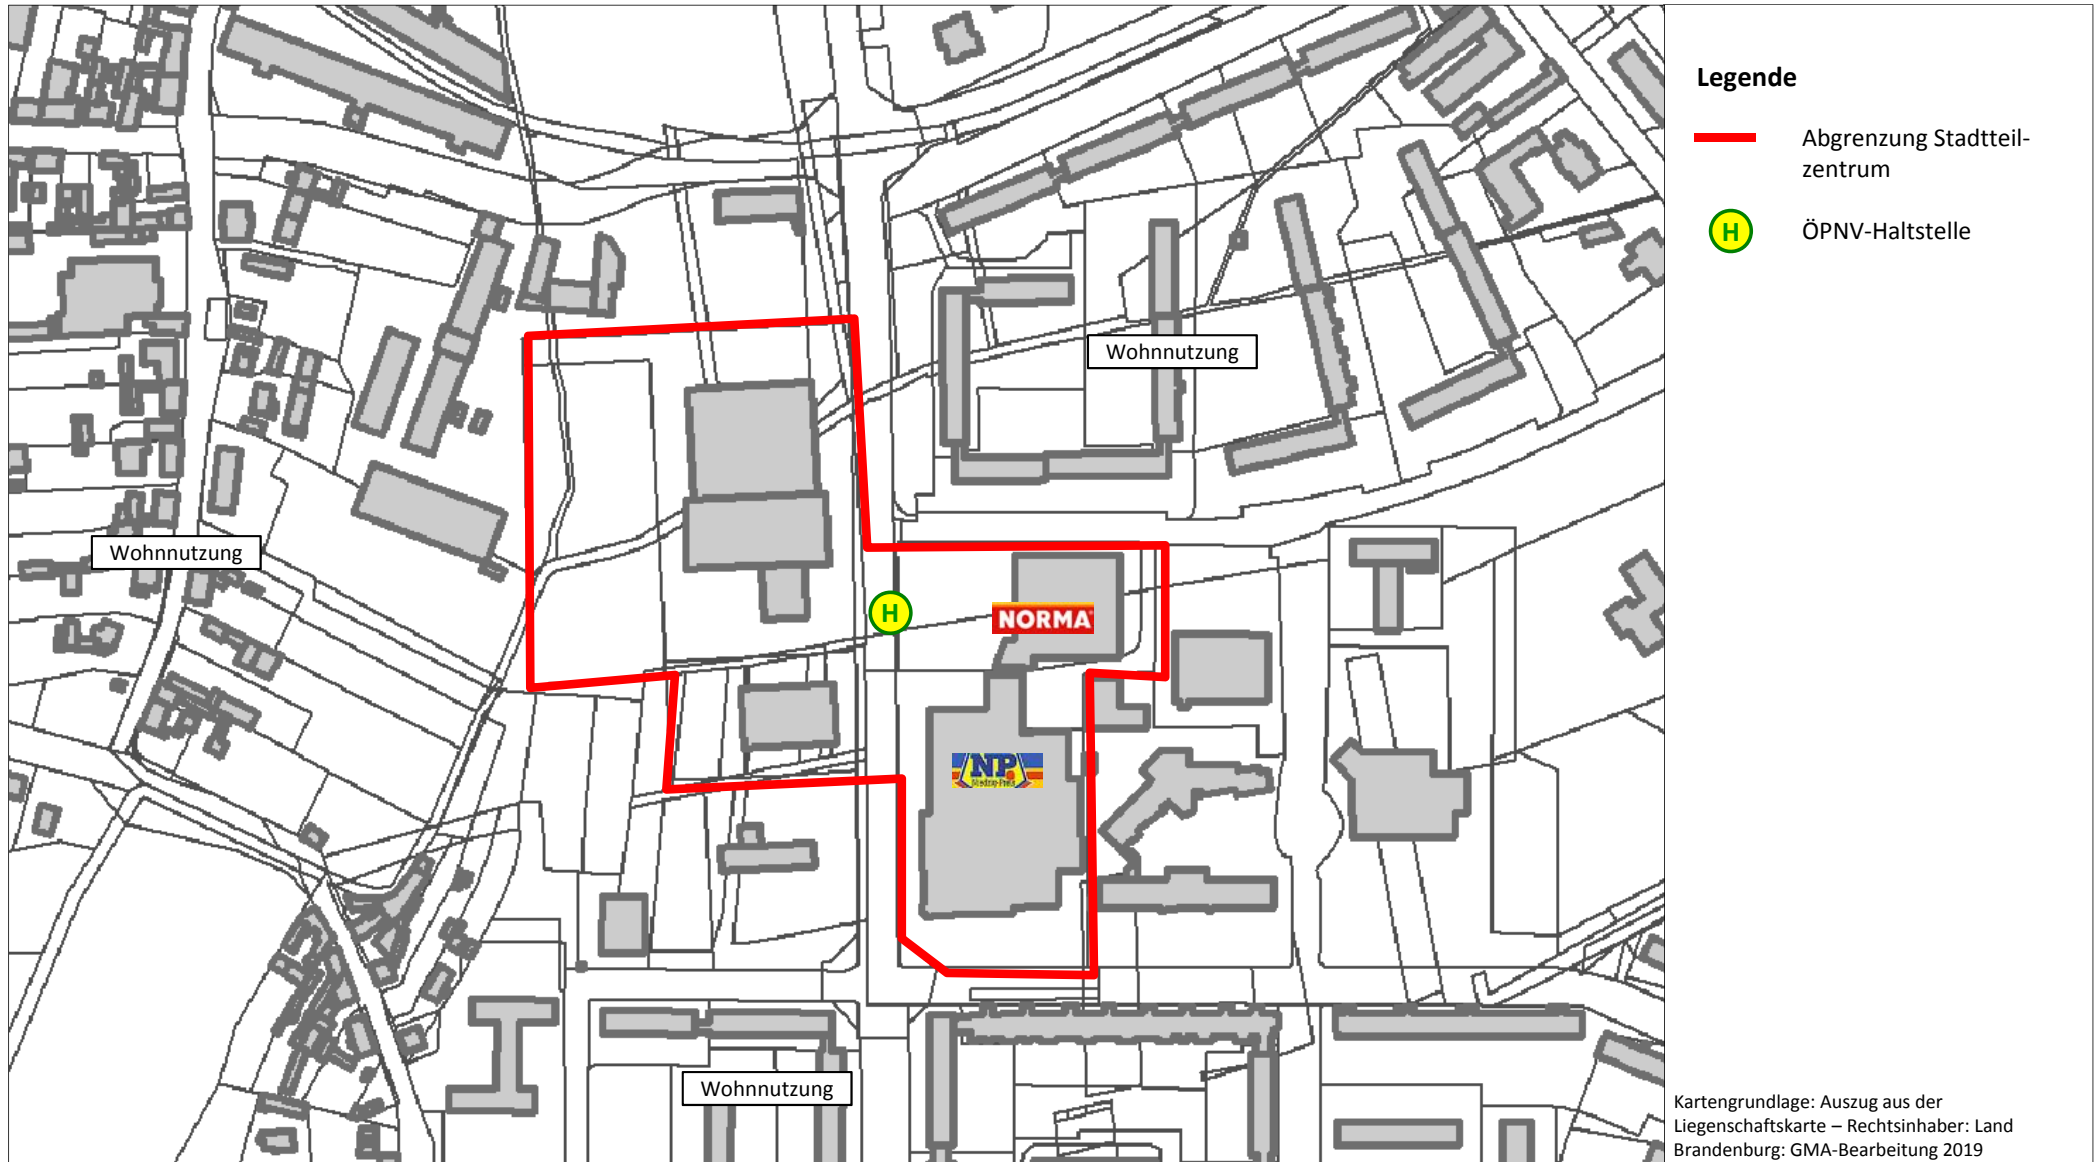 Legende
Abgrenzung Stadtteil-
zentrum
H
ÖPNV-Haltstelle
Wohnnutzung
Wohnnutzung
H
NORMA
NP
Wohnnutzung
Kartengrundlage: Auszug aus der
Liegenschaftskarte – Rechtsinhaber: Land
Brandenburg: GMA-Bearbeitung 2019